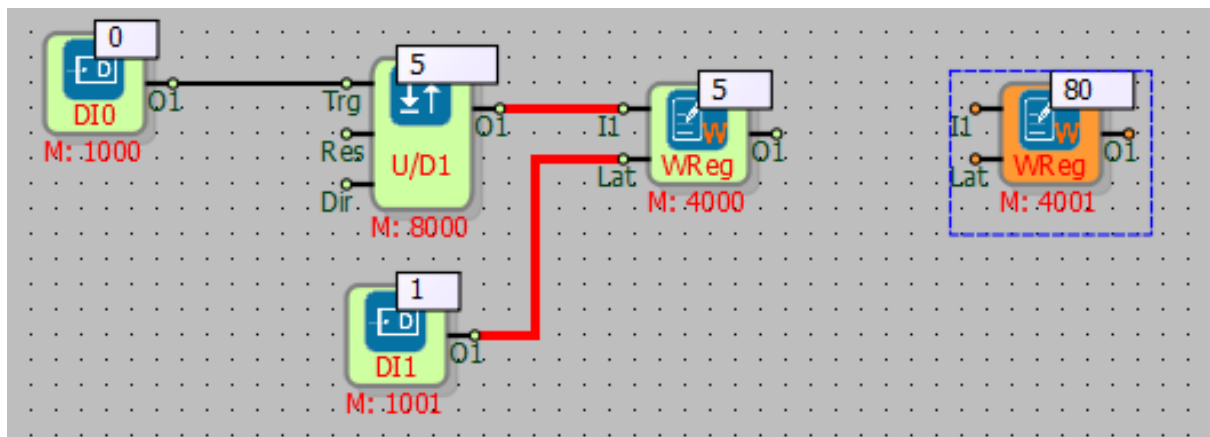 0
D
DI0
O1
M: 1000
5
Trg
Res
Dir
U/D1
O1
M: 8000
5
I1
Lat
W
WReg
O1
M: 4000
80
I1
Lat
W
WReg
O1
M: 4001
1
D
DI1
O1
M: 1001